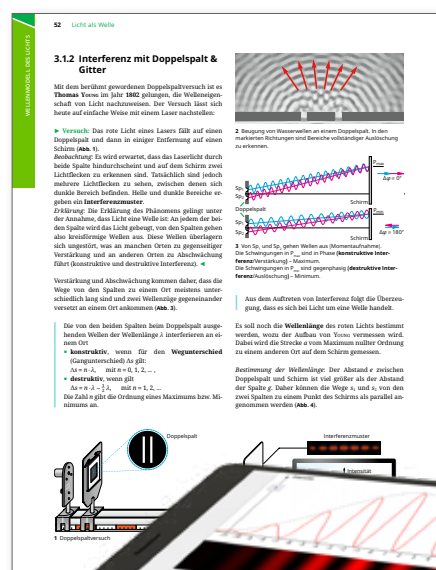 52 Licht als Welle
WELLENMODELL DES LICHTS
3.1.2 Interferenz mit Doppelspalt &
Gitter
Mit dem berühmt gewordenen Doppelspaltversuch ist es
Thomas Young im Jahr 1802 gelungen, die Welleneigen-
schaft von Licht nachzuweisen. Der Versuch lässt sich
heute auf einfache Weise mit einem Laser nachstellen:
▶ Versuch: Das rote Licht eines Lasers fällt auf einen
Doppelspalt und dann in einiger Entfernung auf einen
Schirm (Abb. 1).
Beobachtung: Es wird erwartet, dass das Laserlicht durch
beide Spalte hindurchscheint und auf dem Schirm zwei
Lichtflecken zu erkennen sind. Tatsächlich sind jedoch
mehrere Lichtflecken zu sehen, zwischen denen sich
dunkle Bereich befinden. Helle und dunkle Bereiche er-
geben ein Interferenzmuster.
Erklärung: Die Erklärung des Phänomens gelingt unter
der Annahme, dass Licht eine Welle ist: An jedem der bei-
den Spalte wird das Licht gebeugt, von den Spalten gehen
also kreisförmige Wellen aus. Diese Wellen überlagern
sich ungestört, was an manchen Orten zu gegenseitiger
Verstärkung und an anderen Orten zu Abschwächung
führt (konstruktive und destruktive Interferenz). ◀
Verstärkung und Abschwächung kommen daher, dass die
Wege von den Spalten zu einem Ort meistens unter-
schiedlich lang sind und zwei Wellenzüge gegeneinander
versetzt an einem Ort ankommen (Abb. 3).
Die von den beiden Spalten beim Doppelspalt ausge-
henden Wellen der Wellenlänge λ interferieren an ei-
nem Ort
• konstruktiv, wenn für den Wegunterschied
(Gangunterschied) Δs gilt:
Δs = n · λ, mit n = 0, 1, 2, ... ,
• destruktiv, wenn gilt
Δs = n · λ − ½ λ, mit n = 1, 2, ...
Die Zahl n gibt die Ordnung eines Maximums bzw. Mi-
nimums an.
Doppelspalt
1 Doppelspaltversuch
2 Beugung von Wasserwellen an einem Doppelspalt. In den
markierten Richtungen sind Bereiche vollständiger Auslöschung
zu erkennen.
Pmax
Δφ = 0°
Sp₁
Sp₂
Schirm
Doppelspalt
Pmin
Sp₁
Sp₂
Δφ = 180°
Schirm
3 Von Sp₁ und Sp₂ gehen Wellen aus (Momentaufnahme).
Die Schwingungen in Pmax sind in Phase (konstruktive Inter-
ferenz/Verstärkung) – Maximum.
Die Schwingungen in Pmin sind gegenphasig (destruktive Inter-
ferenz/Auslöschung) – Minimum.
Aus dem Auftreten von Interferenz folgt die Überzeu-
gung, dass es sich bei Licht um eine Welle handelt.
Es soll noch die Wellenlänge des roten Lichts bestimmt
werden, wozu der Aufbau von Young vermessen wird.
Dabei wird die Strecke a vom Maximum nullter Ordnung
zu einem anderen Ort auf dem Schirm gemessen.
Bestimmung der Wellenlänge: Der Abstand e zwischen
Doppelspalt und Schirm ist viel größer als der Abstand
der Spalte g. Daher können die Wege s₁ und s₂ von den
zwei Spalten zu einem Punkt des Schirms als parallel an-
genommen werden (Abb. 4).
Interferenzmuster
Intensität